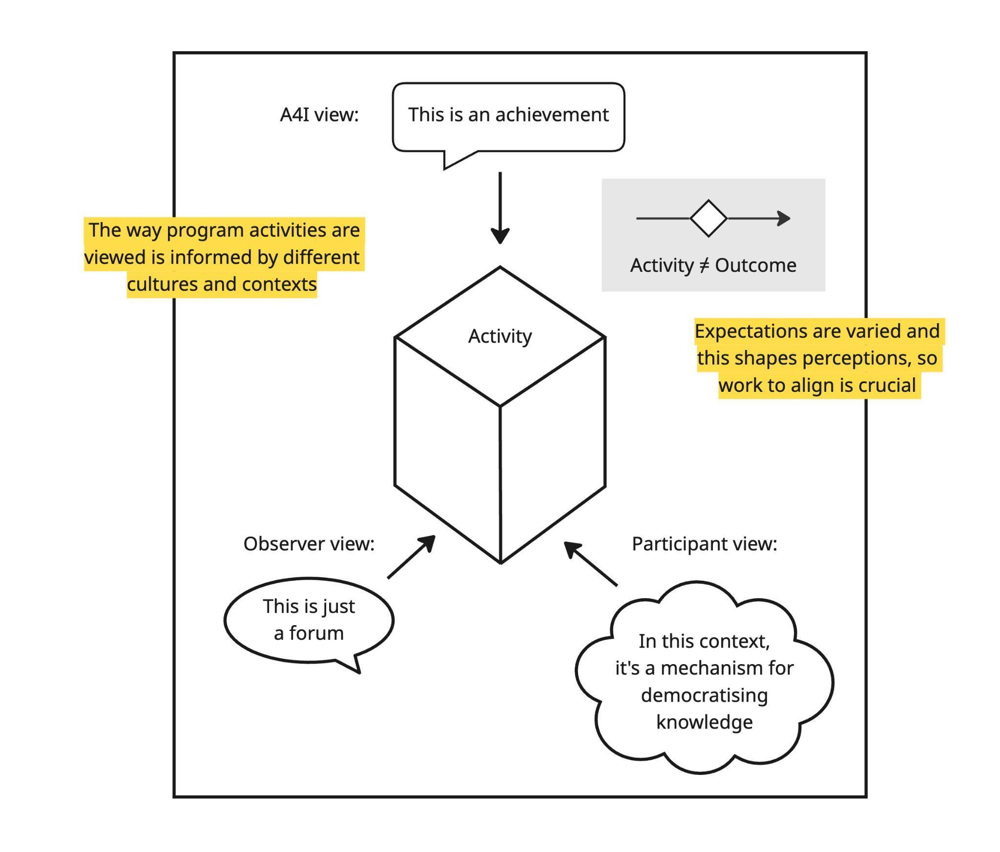 A4I view:
This is an achievement
The way program activities are
viewed is informed by different
cultures and contexts
Activity ≠ Outcome
Expectations are varied and
this shapes perceptions, so
work to align is crucial
Activity
Observer view:
This is just
a forum
Participant view:
In this context,
it's a mechanism for
democratising
knowledge